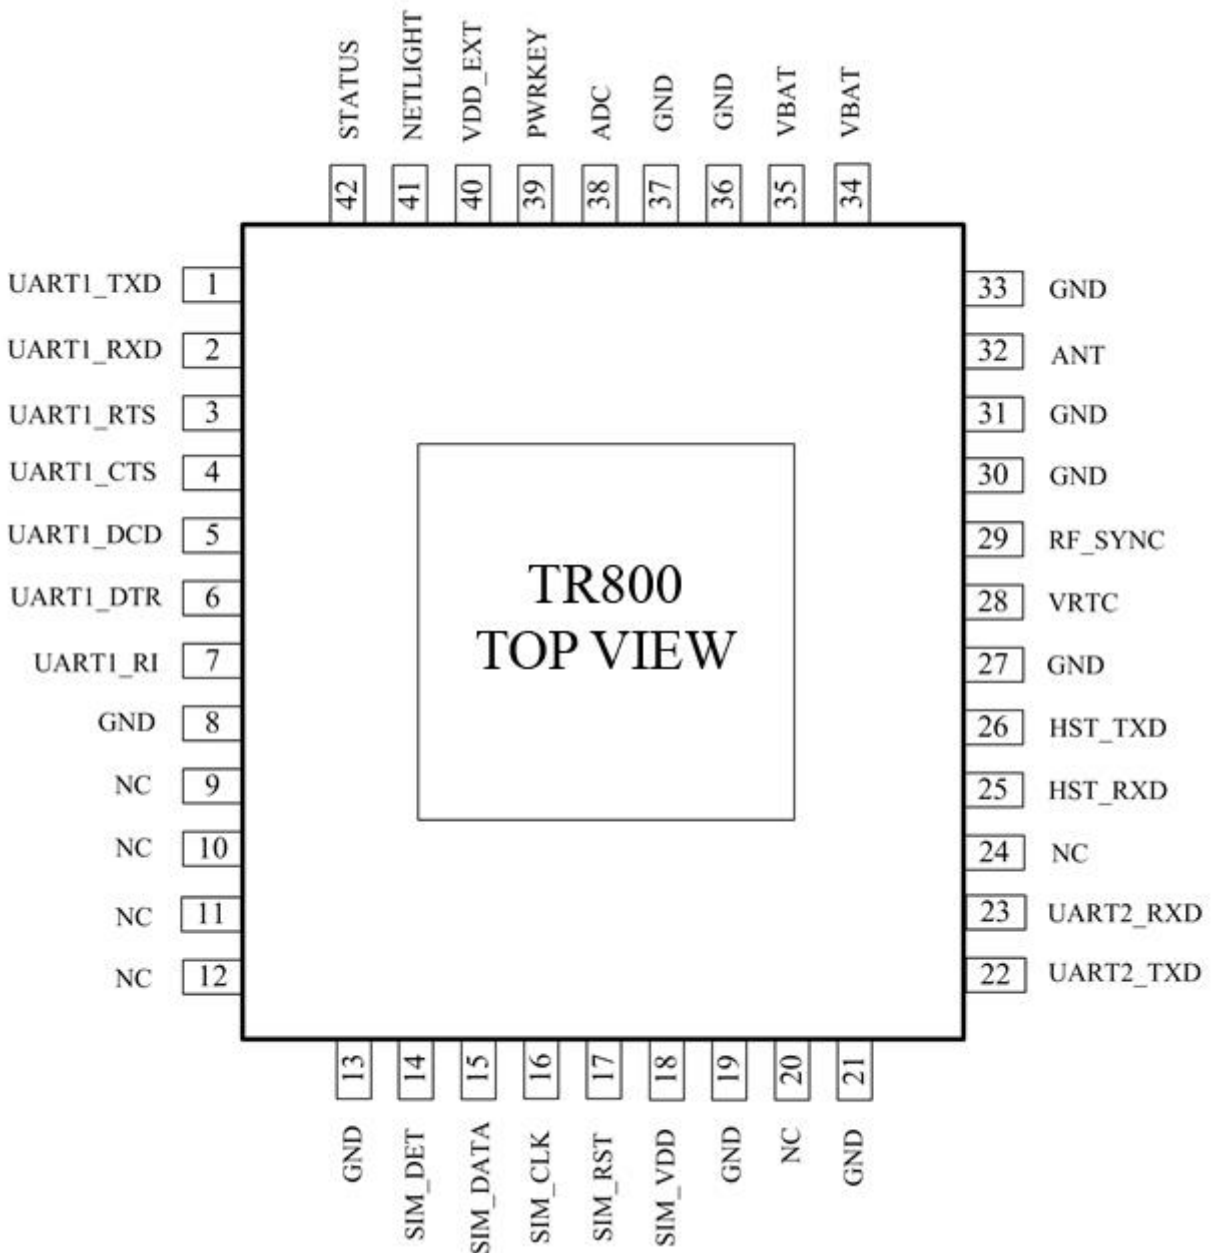 STATUS
NETLIGHT
VDD_EXT
PWRKEY
ADC
GND
GND
VBAT
VBAT
42
41
40
39
38
37
36
35
34
UART1_TXD 1
UART1_RXD 2
UART1_RTS 3
UART1_CTS 4
UART1_DCD 5
UART1_DTR 6
UART1_RI 7
GND 8
NC 9
NC 10
NC 11
NC 12
TR800
TOP VIEW
33 GND
32 ANT
31 GND
30 GND
29 RF_SYNC
28 VRTC
27 GND
26 HST_TXD
25 HST_RXD
24 NC
23 UART2_RXD
22 UART2_TXD
13
14
15
16
17
18
19
20
21
GND
SIM_DET
SIM_DATA
SIM_CLK
SIM_RST
SIM_VDD
GND
NC
GND